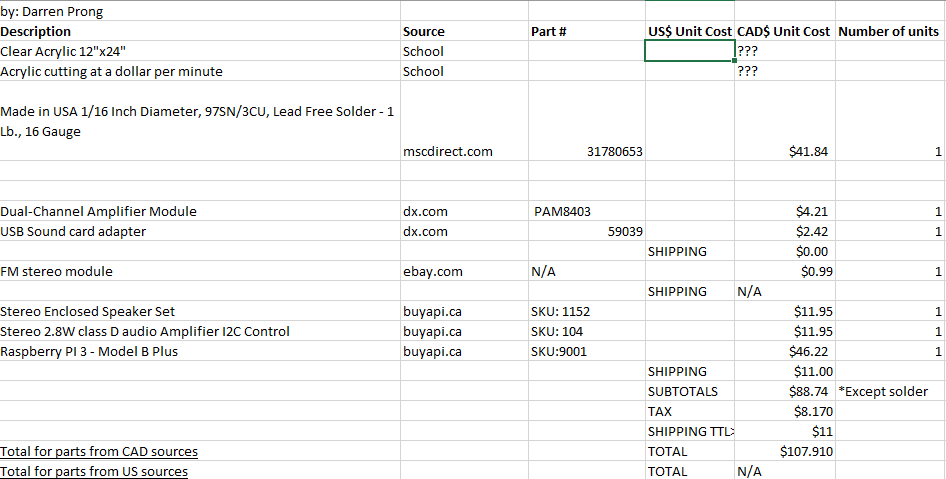 by: Darren Prong
Description Source Part # US$ Unit Cost CAD$ Unit Cost Number of units
Clear Acrylic 12"x24" School ???
Acrylic cutting at a dollar per minute School ???
Made in USA 1/16 Inch Diameter, 97SN/3CU, Lead Free Solder - 1
Lb., 16 Gauge
mscdirect.com 31780653 $41.84 1
Dual-Channel Amplifier Module dx.com PAM8403 $4.21 1
USB Sound card adapter dx.com 59039 $2.42 1
SHIPPING $0.00
FM stereo module ebay.com N/A $0.99 1
SHIPPING N/A
Stereo Enclosed Speaker Set buyapi.ca SKU: 1152 $11.95 1
Stereo 2.8W class D audio Amplifier I2C Control buyapi.ca SKU: 104 $11.95 1
Raspberry PI 3 - Model B Plus buyapi.ca SKU:9001 $46.22 1
SHIPPING $11.00
SUBTOTALS $88.74 *Except solder
TAX $8.170
SHIPPING TTL> $11
Total for parts from CAD sources TOTAL $107.910
Total for parts from US sources TOTAL N/A